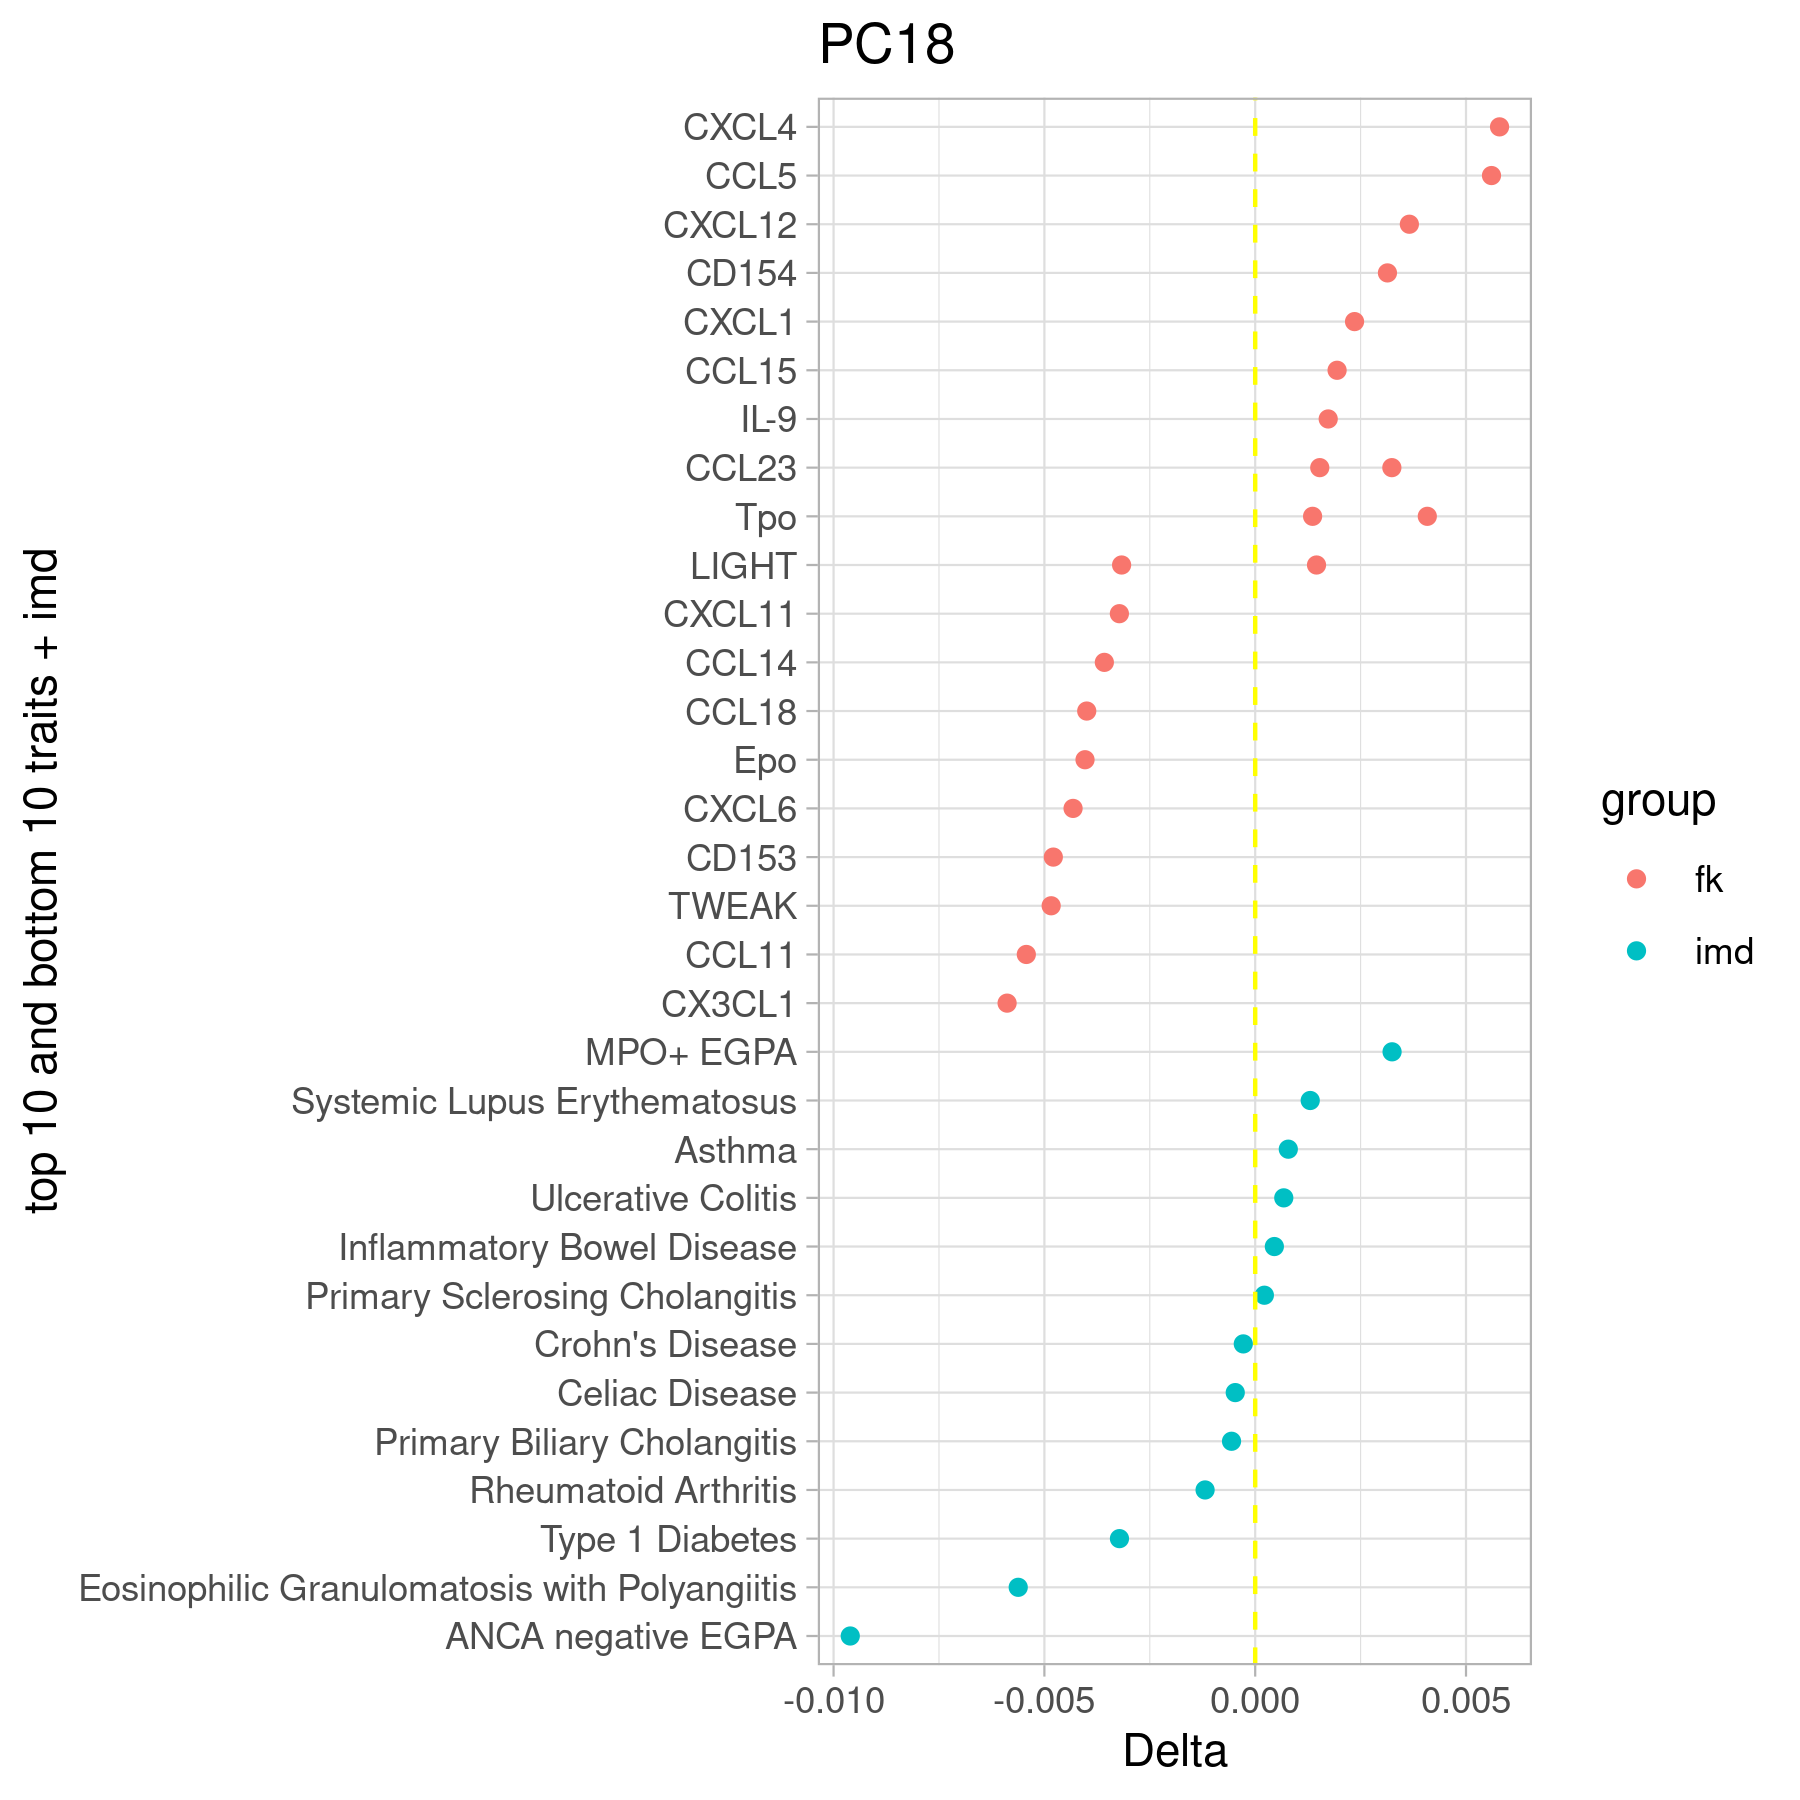 PC18
top 10 and bottom 10 traits + imd
CXCL4
CCL5
CXCL12
CD154
CXCL1
CCL15
IL-9
CCL23
Tpo
LIGHT
CXCL11
CCL14
CCL18
Epo
CXCL6
CD153
TWEAK
CCL11
CX3CL1
MPO+ EGPA
Systemic Lupus Erythematosus
Asthma
Ulcerative Colitis
Inflammatory Bowel Disease
Primary Sclerosing Cholangitis
Crohn's Disease
Celiac Disease
Primary Biliary Cholangitis
Rheumatoid Arthritis
Type 1 Diabetes
Eosinophilic Granulomatosis with Polyangiitis
ANCA negative EGPA
-0.010 -0.005 0.000 0.005
Delta
group
fk
imd